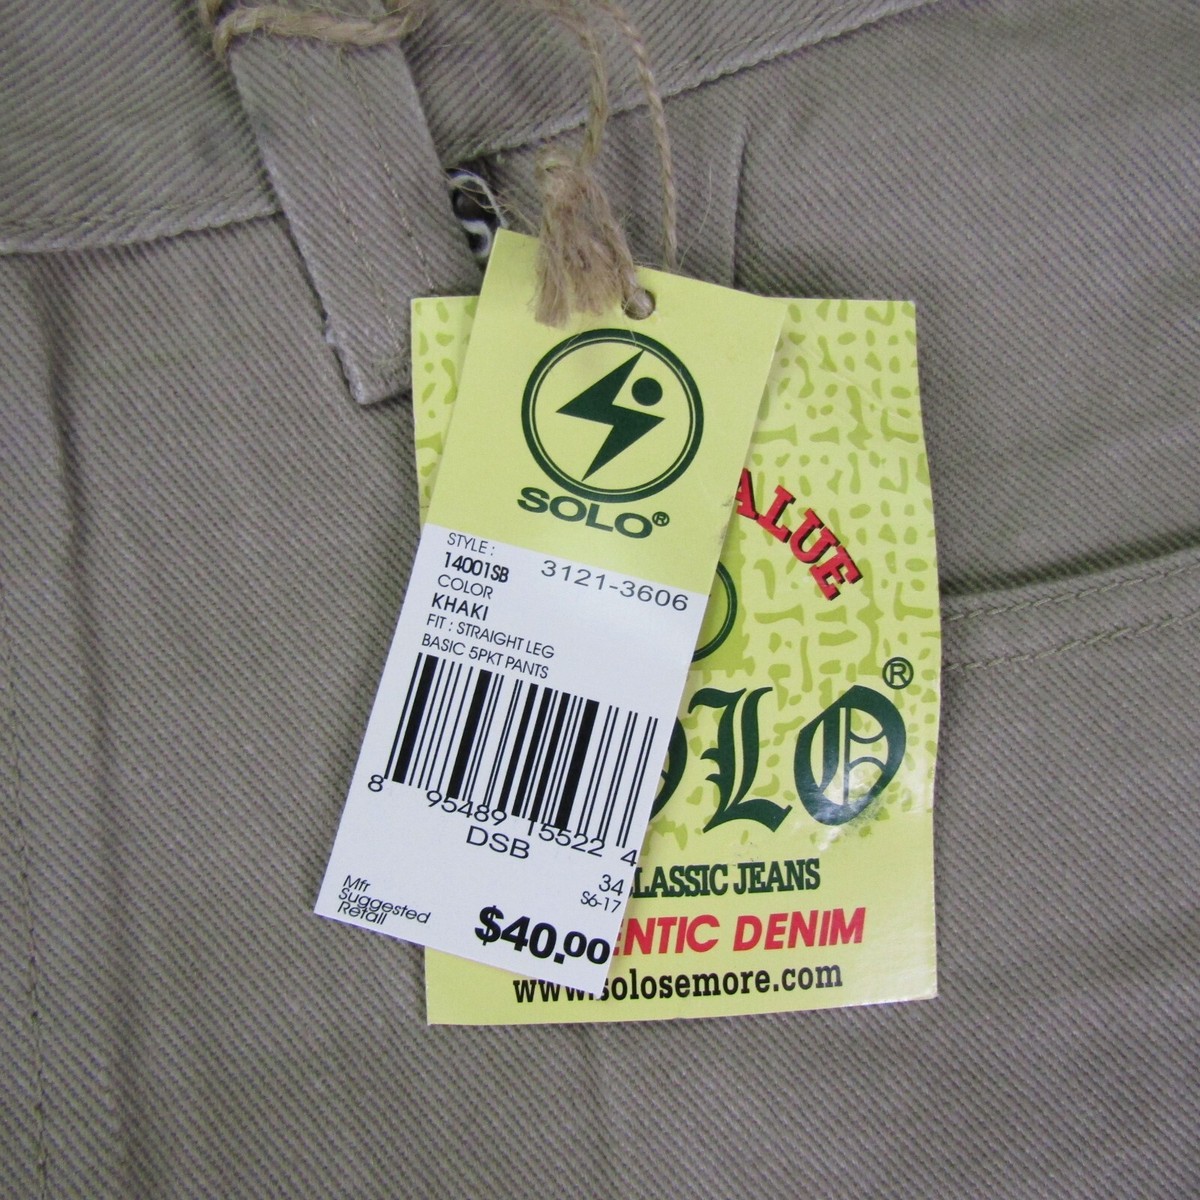 SOLO®
STYLE :
14001SB 3121-3606
COLOR
KHAKI
FIT : STRAIGHT LEG
BASIC 5PKT PANTS
8 95489 15522 4
DSB
34
S6-17
Mfr
Suggested
Retail
$40.00
ALUE
OLO®
LASSIC JEANS
ENTIC DENIM
www.solosemore.com